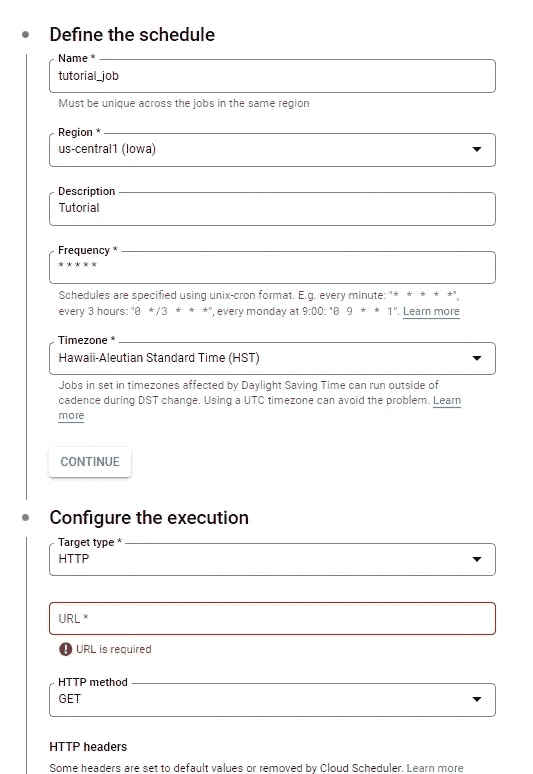 Define the schedule
Name *
tutorial_job
Must be unique across the jobs in the same region
Region *
us-central1 (Iowa)
Description
Tutorial
Frequency *
* * * * *
Schedules are specified using unix-cron format. E.g. every minute: "* * * * *",
every 3 hours: "0 */3 * * *", every monday at 9:00: "0 9 * * 1". Learn more
Timezone *
Hawaii-Aleutian Standard Time (HST)
Jobs in set in timezones affected by Daylight Saving Time can run outside of
cadence during DST change. Using a UTC timezone can avoid the problem. Learn
more
CONTINUE
Configure the execution
Target type *
HTTP
URL *
URL is required
HTTP method
GET
HTTP headers
Some headers are set to default values or removed by Cloud Scheduler. Learn more